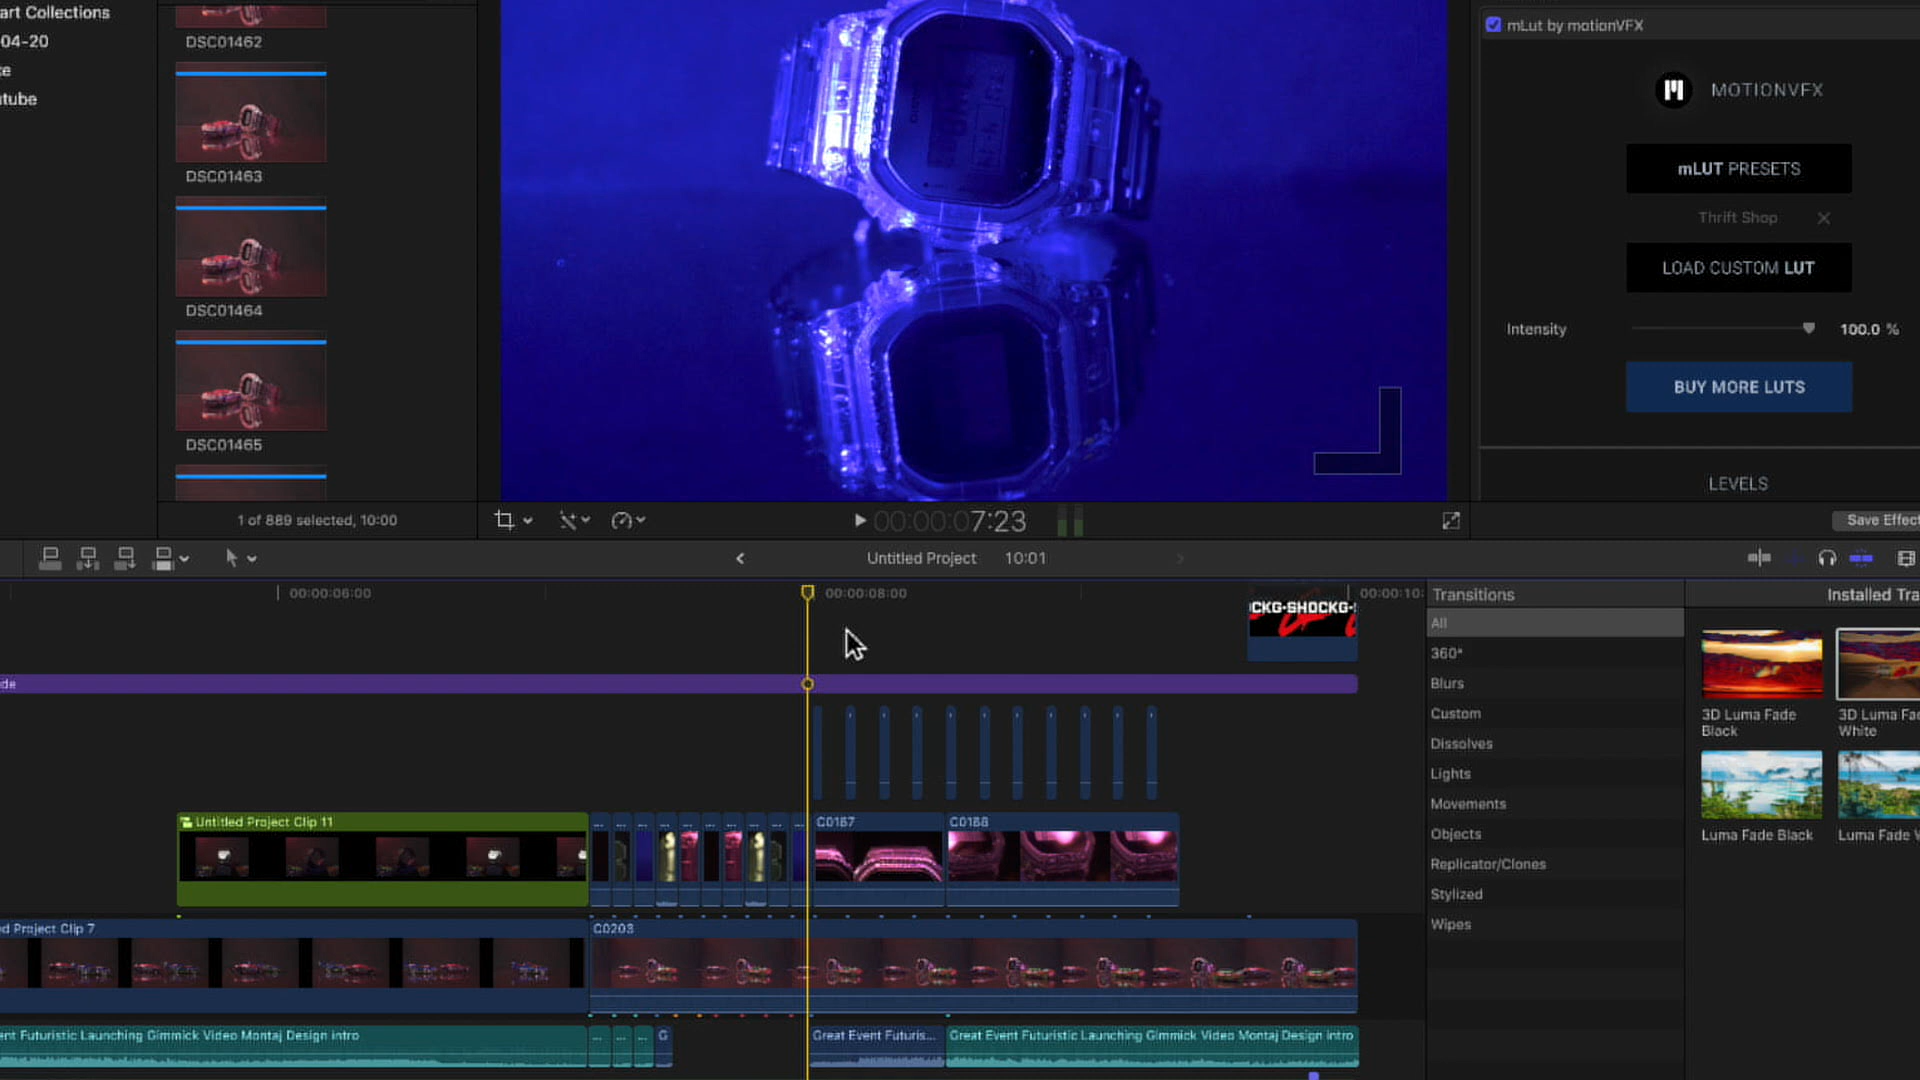 art Collections
04-20
te
utube
DSC01462
DSC01463
DSC01464
DSC01465
1 of 889 selected, 10:00
mLut by motionVFX
MOTIONVFX
mLUT PRESETS
Thrift Shop
LOAD CUSTOM LUT
Intensity
100.0 %
BUY MORE LUTS
LEVELS
Save Effect
00:00:07:23
Untitled Project 10:01
00:00:06:00
00:00:08:00
00:00:10:
CKG-SHOCKG-
de
Untitled Project Clip 11
... ... ... ... ... ... ... ... ... ...
C0187
C0188
ed Project Clip 7
C0203
ent Futuristic Launching Gimmick Video Montaj Design intro
... ... ... G
Great Event Futuris...
Great Event Futuristic Launching Gimmick Video Montaj Design intro
Transitions
All
360°
Blurs
Custom
Dissolves
Lights
Movements
Objects
Replicator/Clones
Stylized
Wipes
Installed Tra
3D Luma Fade
Black
3D Luma Fa
White
Luma Fade Black
Luma Fade W